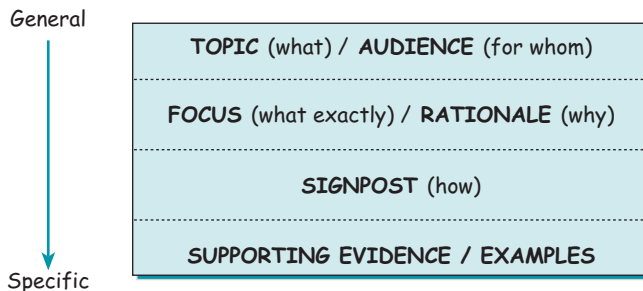 General
TOPIC (what) / AUDIENCE (for whom)
FOCUS (what exactly) / RATIONALE (why)
SIGNPOST (how)
SUPPORTING EVIDENCE / EXAMPLES
Specific